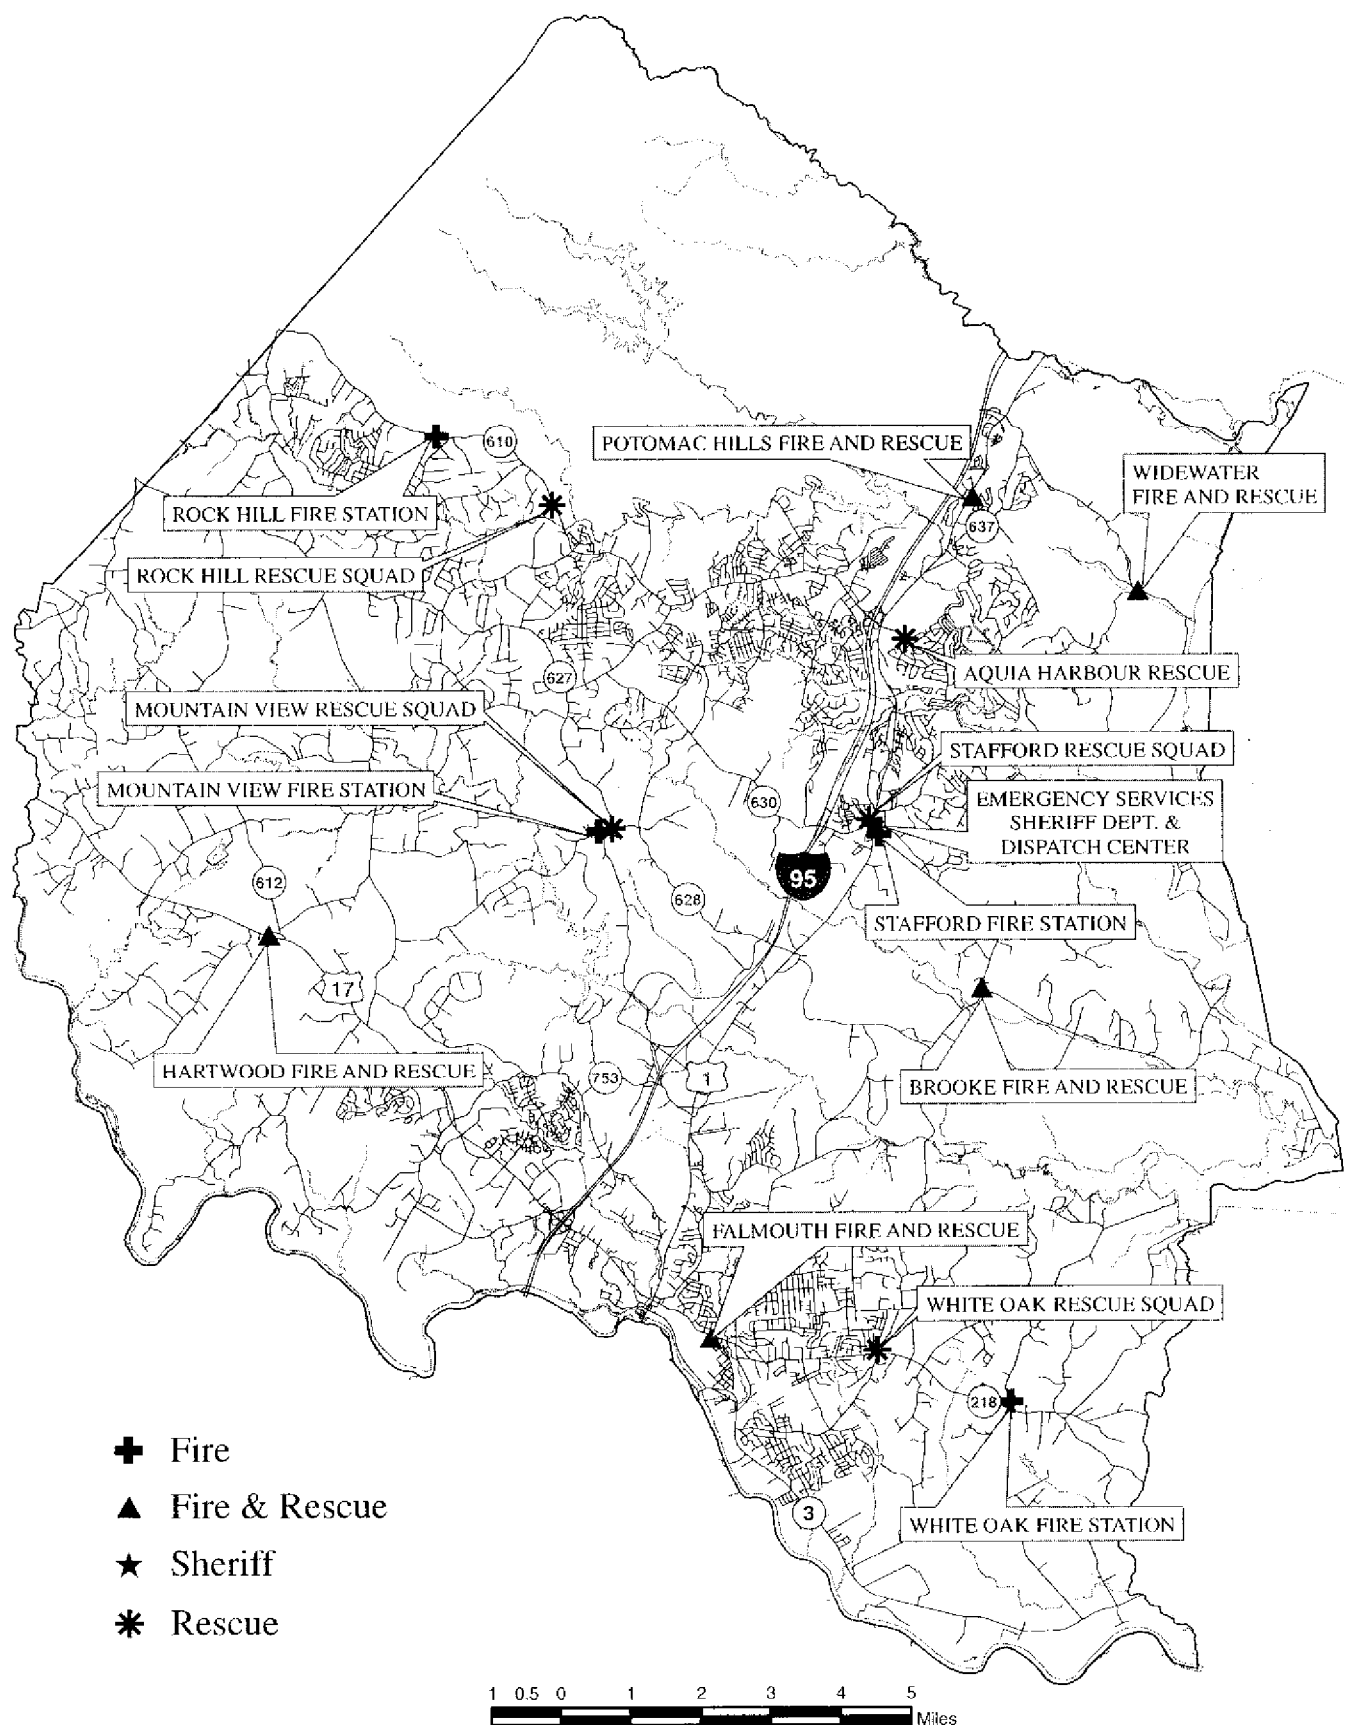 610
POTOMAC HILLS FIRE AND RESCUE
WIDEWATER
FIRE AND RESCUE
ROCK HILL FIRE STATION
637
ROCK HILL RESCUE SQUAD
AQUIA HARBOUR RESCUE
627
MOUNTAIN VIEW RESCUE SQUAD
STAFFORD RESCUE SQUAD
MOUNTAIN VIEW FIRE STATION
630
EMERGENCY SERVICES
SHERIFF DEPT. &
DISPATCH CENTER
95
612
628
STAFFORD FIRE STATION
17
HARTWOOD FIRE AND RESCUE
753
1
BROOKE FIRE AND RESCUE
FALMOUTH FIRE AND RESCUE
WHITE OAK RESCUE SQUAD
218
3
WHITE OAK FIRE STATION
Fire
Fire & Rescue
Sheriff
Rescue
1 0.5 0 1 2 3 4 5
Miles